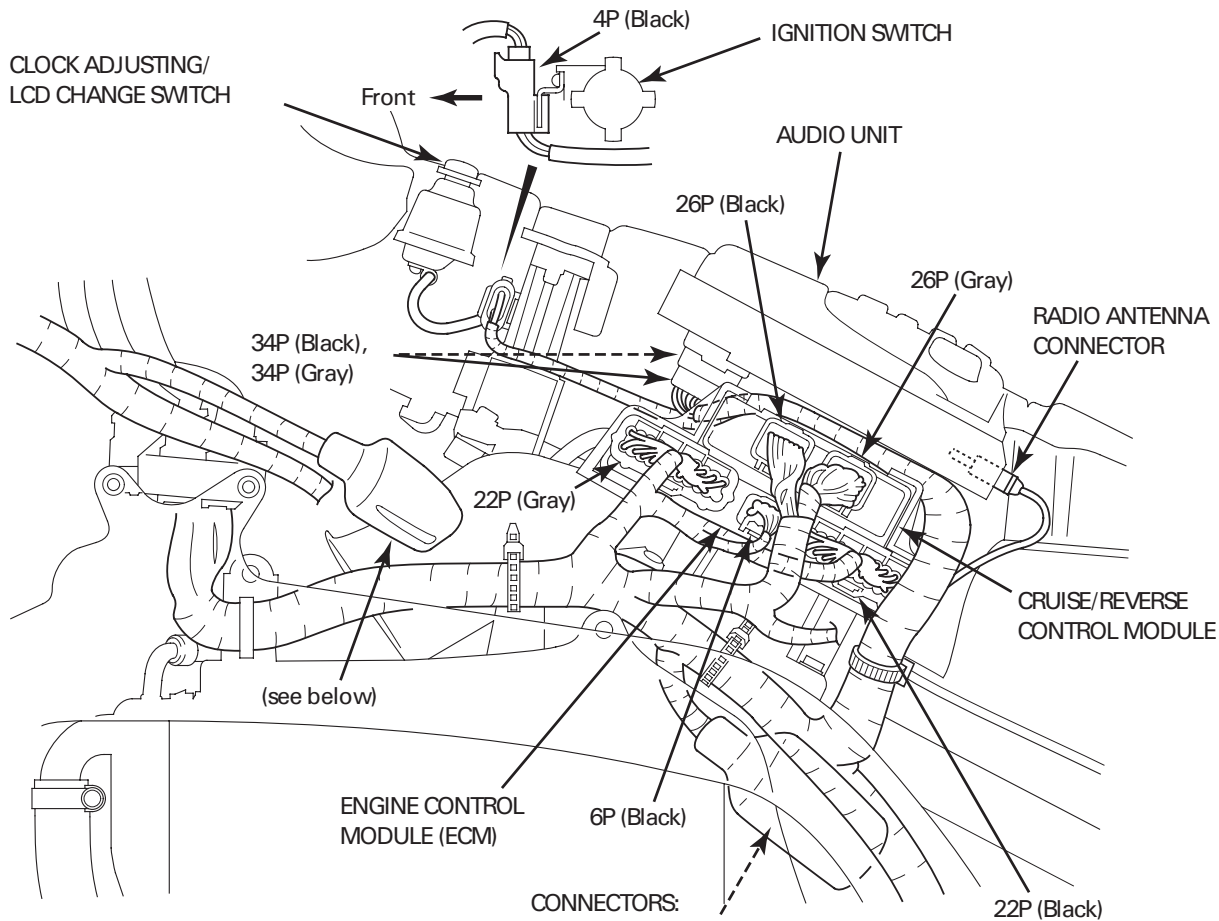 4P (Black)
IGNITION SWITCH
CLOCK ADJUSTING/
LCD CHANGE SWITCH
Front
AUDIO UNIT
26P (Black)
26P (Gray)
RADIO ANTENNA
CONNECTOR
34P (Black),
34P (Gray)
22P (Gray)
CRUISE/REVERSE
CONTROL MODULE
(see below)
ENGINE CONTROL
MODULE (ECM)
6P (Black)
CONNECTORS:
22P (Black)